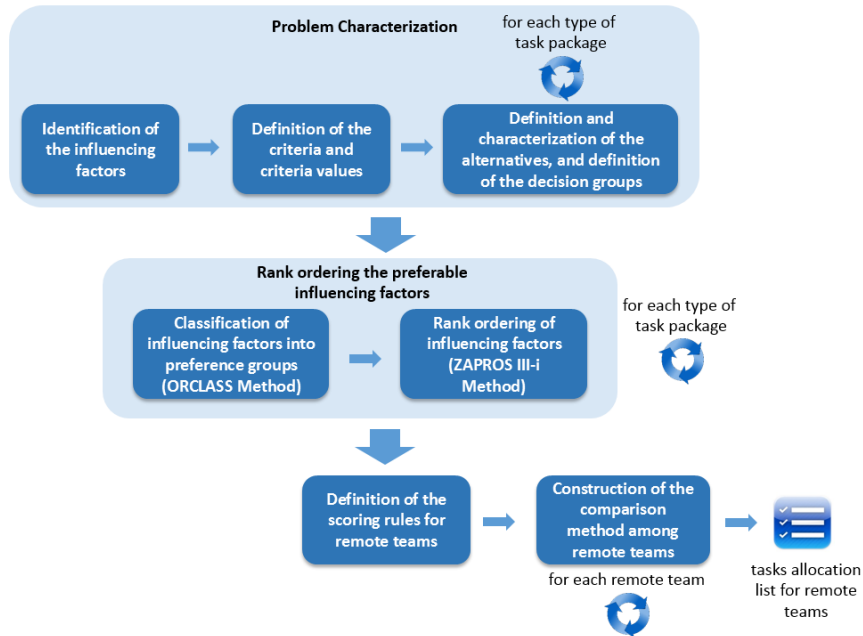 Problem Characterization
for each type of
task package
Identification of
the influencing
factors
Definition of the
criteria and
criteria values
Definition and
characterization of the
alternatives, and definition
of the decision groups
Rank ordering the preferable
influencing factors
for each type of
task package
Classification of
influencing factors into
preference groups
(ORCLASS Method)
Rank ordering of
influencing factors
(ZAPROS III-i
Method)
Definition of the
scoring rules for
remote teams
Construction of the
comparison
method among
remote teams
for each remote team
tasks allocation
list for remote
teams